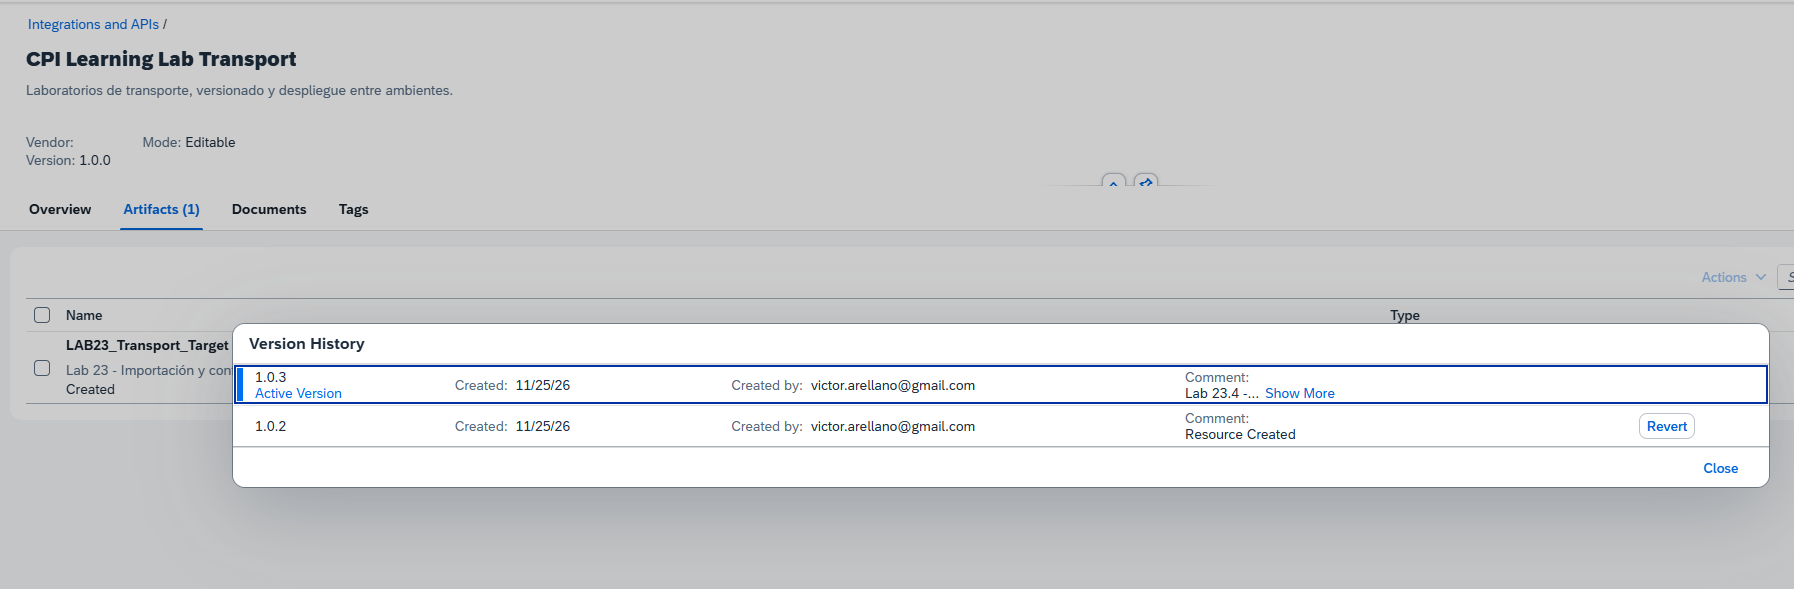 Integrations and APIs /
CPI Learning Lab Transport
Laboratorios de transporte, versionado y despliegue entre ambientes.
Vendor: Mode: Editable
Version: 1.0.0
Overview Artifacts (1) Documents Tags
Actions
Name Type
LAB23_Transport_Target
Lab 23 - Importación y con
Created
Version History
1.0.3
Active Version
Created: 11/25/26
Created by: victor.arellano@gmail.com
Comment:
Lab 23.4 -... Show More
1.0.2
Created: 11/25/26
Created by: victor.arellano@gmail.com
Comment:
Resource Created
Revert
Close